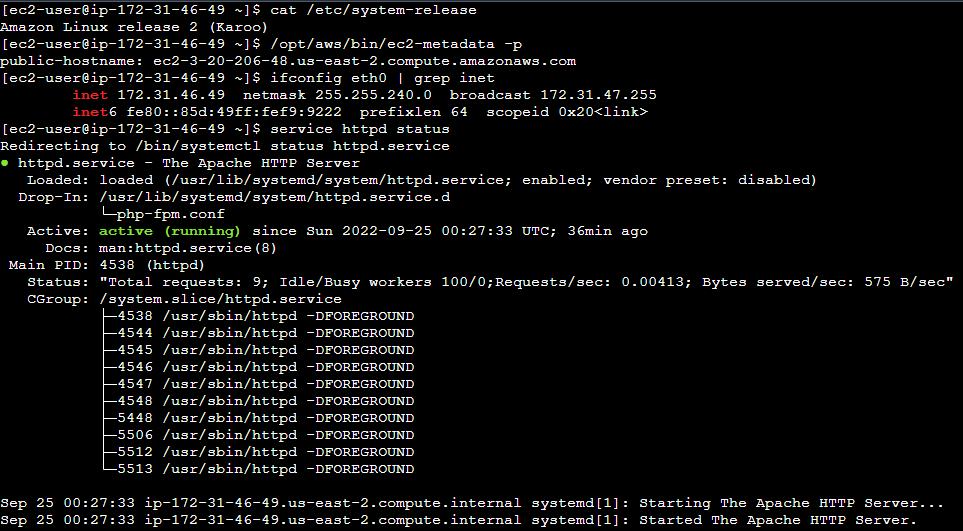 [ec2-user@ip-172-31-46-49 ~]$ cat /etc/system-release
Amazon Linux release 2 (Karoo)
[ec2-user@ip-172-31-46-49 ~]$ /opt/aws/bin/ec2-metadata -p
public-hostname: ec2-3-20-206-48.us-east-2.compute.amazonaws.com
[ec2-user@ip-172-31-46-49 ~]$ ifconfig eth0 | grep inet
        inet 172.31.46.49  netmask 255.255.240.0  broadcast 172.31.47.255
        inet6 fe80::85d:49ff:fef9:9222  prefixlen 64  scopeid 0x20<link>
[ec2-user@ip-172-31-46-49 ~]$ service httpd status
Redirecting to /bin/systemctl status httpd.service
● httpd.service - The Apache HTTP Server
   Loaded: loaded (/usr/lib/systemd/system/httpd.service; enabled; vendor preset: disabled)
  Drop-In: /usr/lib/systemd/system/httpd.service.d
           └─php-fpm.conf
   Active: active (running) since Sun 2022-09-25 00:27:33 UTC; 36min ago
     Docs: man:httpd.service(8)
 Main PID: 4538 (httpd)
   Status: "Total requests: 9; Idle/Busy workers 100/0;Requests/sec: 0.00413; Bytes served/sec: 575 B/sec"
   CGroup: /system.slice/httpd.service
           ├─4538 /usr/sbin/httpd -DFOREGROUND
           ├─4544 /usr/sbin/httpd -DFOREGROUND
           ├─4545 /usr/sbin/httpd -DFOREGROUND
           ├─4546 /usr/sbin/httpd -DFOREGROUND
           ├─4547 /usr/sbin/httpd -DFOREGROUND
           ├─4548 /usr/sbin/httpd -DFOREGROUND
           ├─5448 /usr/sbin/httpd -DFOREGROUND
           ├─5506 /usr/sbin/httpd -DFOREGROUND
           ├─5512 /usr/sbin/httpd -DFOREGROUND
           └─5513 /usr/sbin/httpd -DFOREGROUND

Sep 25 00:27:33 ip-172-31-46-49.us-east-2.compute.internal systemd[1]: Starting The Apache HTTP Server...
Sep 25 00:27:33 ip-172-31-46-49.us-east-2.compute.internal systemd[1]: Started The Apache HTTP Server.